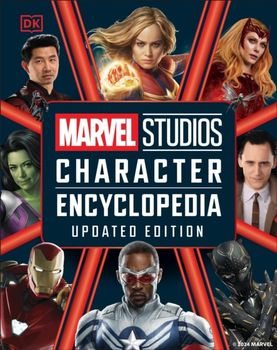 DK
MARVEL STUDIOS
CHARACTER
ENCYCLOPEDIA
UPDATED EDITION
© 2024 MARVEL